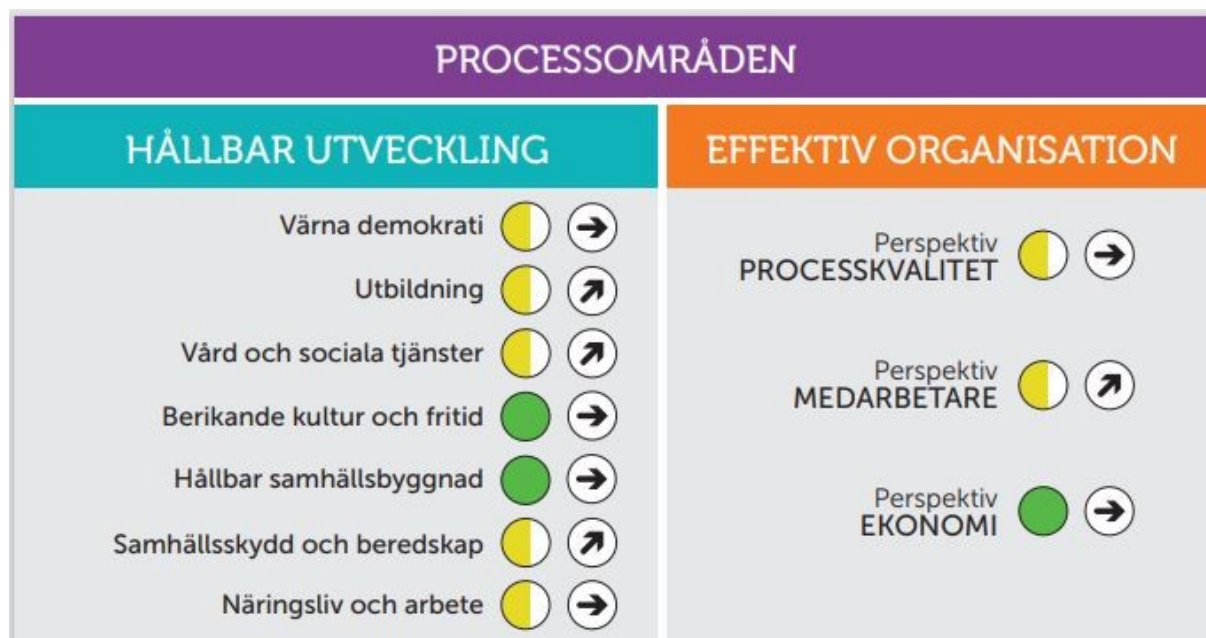 PROCESSOMRÅDEN
HÅLLBAR UTVECKLING
Värna demokrati
Utbildning
Vård och sociala tjänster
Berikande kultur och fritid
Hållbar samhällsbyggnad
Samhällsskydd och beredskap
Näringsliv och arbete
EFFEKTIV ORGANISATION
Perspektiv
PROCESSKVALITET
Perspektiv
MEDARBETARE
Perspektiv
EKONOMI